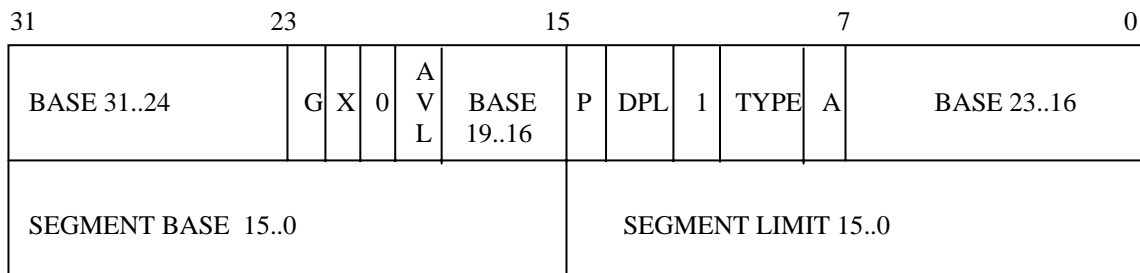 31 23 15 7 0
BASE 31..24 G X 0 A V L BASE 19..16 P DPL 1 TYPE A BASE 23..16
SEGMENT BASE 15..0 SEGMENT LIMIT 15..0